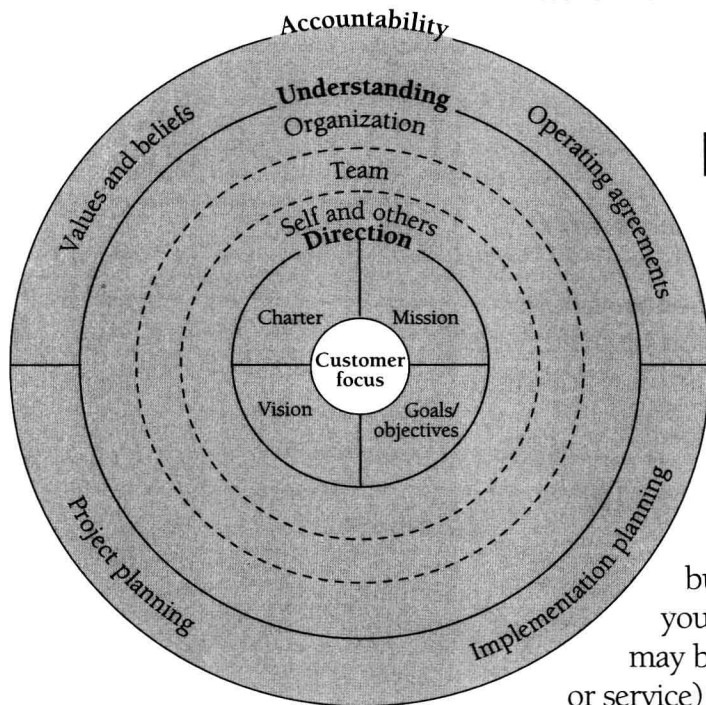 Accountability
Understanding
Values and beliefs
Operating agreements
Organization
Team
Self and others
Direction
Charter
Mission
Customer
focus
Vision
Goals/
objectives
Project planning
Implementation planning
you
may b
or service)